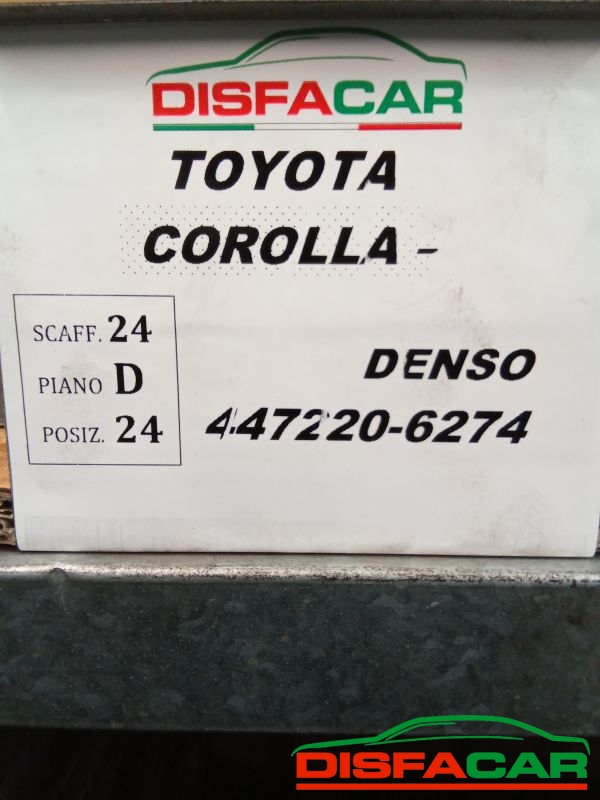 DISFACAR
TOYOTA
COROLLA -
SCAFF. 24
PIANO D
POSIZ. 24
DENSO
447220-6274
DISFACAR